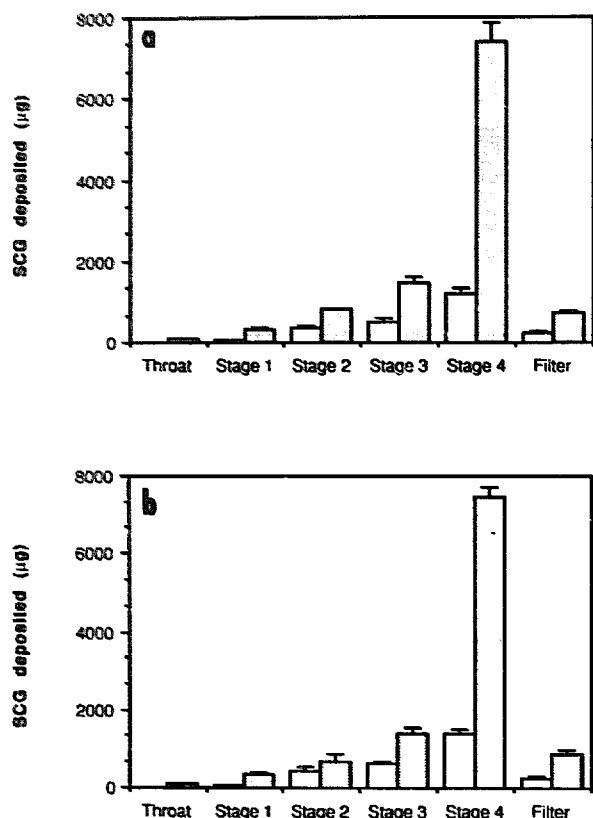 a
SCG deposited (µg)
8000
6000
4000
2000
0
Throat Stage 1 Stage 2 Stage 3 Stage 4 Filter
b
SCG deposited (µg)
8000
6000
4000
2000
0
Throat Stage 1 Stage 2 Stage 3 Stage 4 Filter